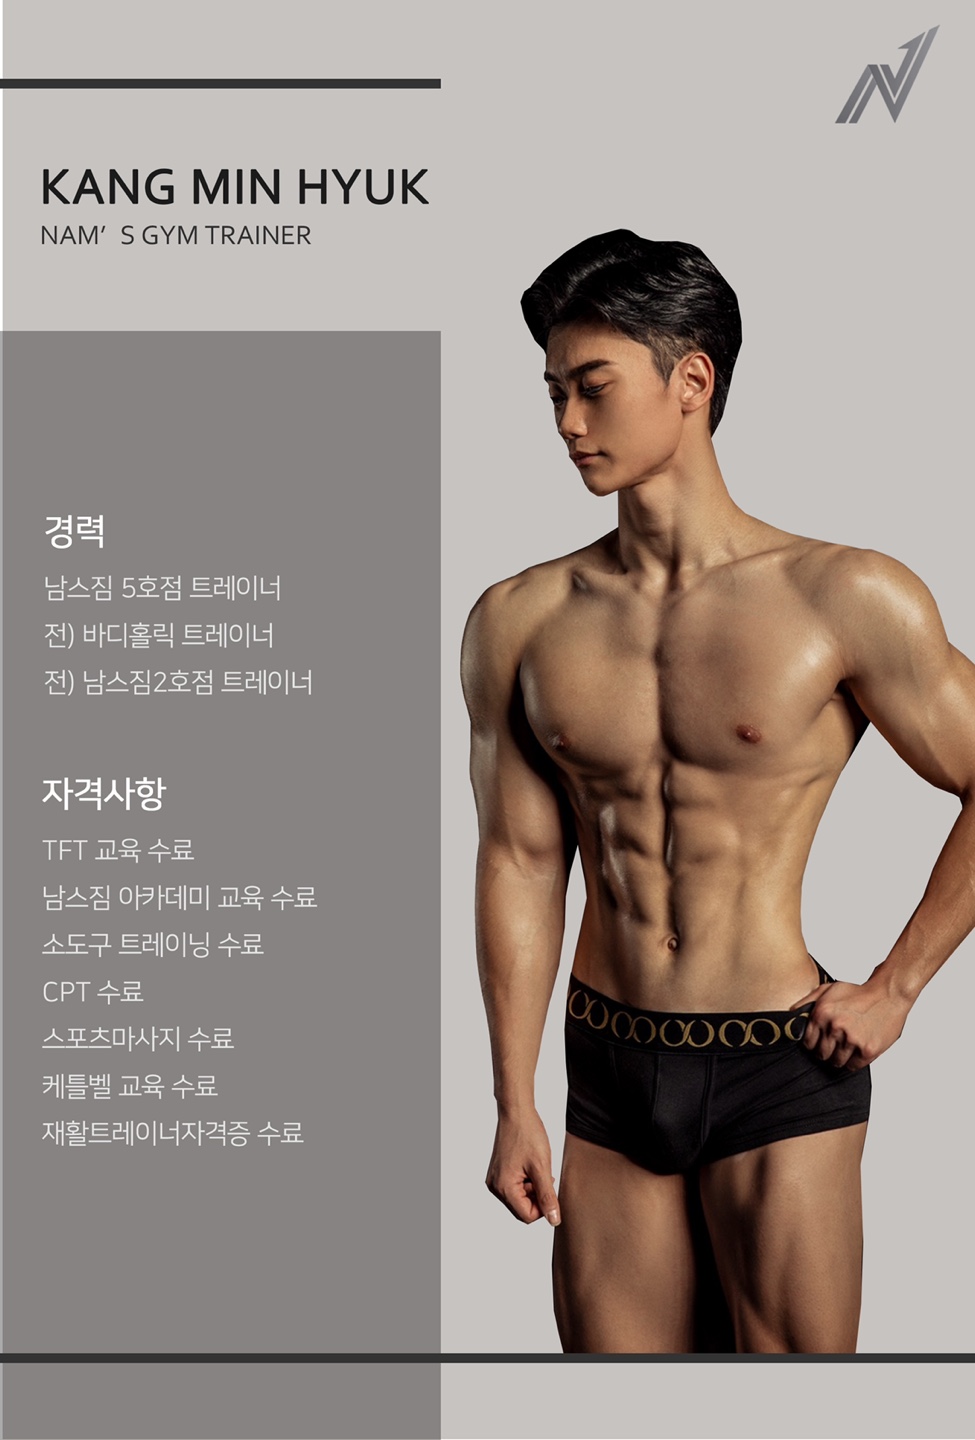 KANG MIN HYUK
NAM’ S GYM TRAINER
경력
남스짐 5호점 트레이너
전) 바디홀릭 트레이너
전) 남스짐2호점 트레이너
자격사항
TFT 교육 수료
남스짐 아카데미 교육 수료
소도구 트레이닝 수료
CPT 수료
스포츠마사지 수료
케틀벨 교육 수료
재활트레이너자격증 수료